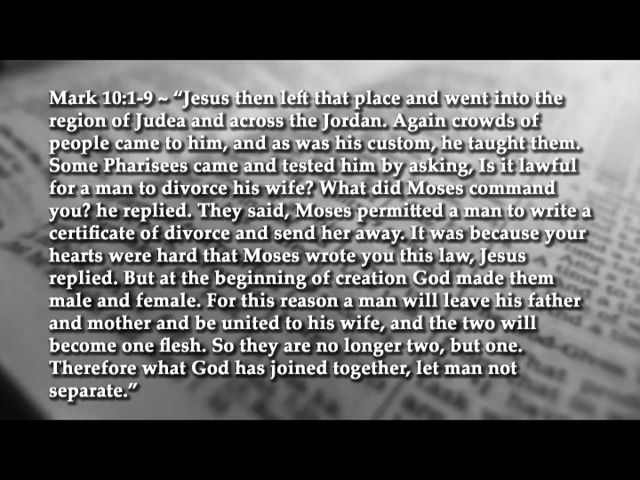 Mark 10:1-9 ~ “Jesus then left that place and went into the
region of Judea and across the Jordan. Again crowds of
people came to him, and as was his custom, he taught them.
Some Pharisees came and tested him by asking, Is it lawful
for a man to divorce his wife? What did Moses command
you? he replied. They said, Moses permitted a man to write a
certificate of divorce and send her away. It was because your
hearts were hard that Moses wrote you this law, Jesus
replied. But at the beginning of creation God made them
male and female. For this reason a man will leave his father
and mother and be united to his wife, and the two will
become one flesh. So they are no longer two, but one.
Therefore what God has joined together, let man not
separate.”